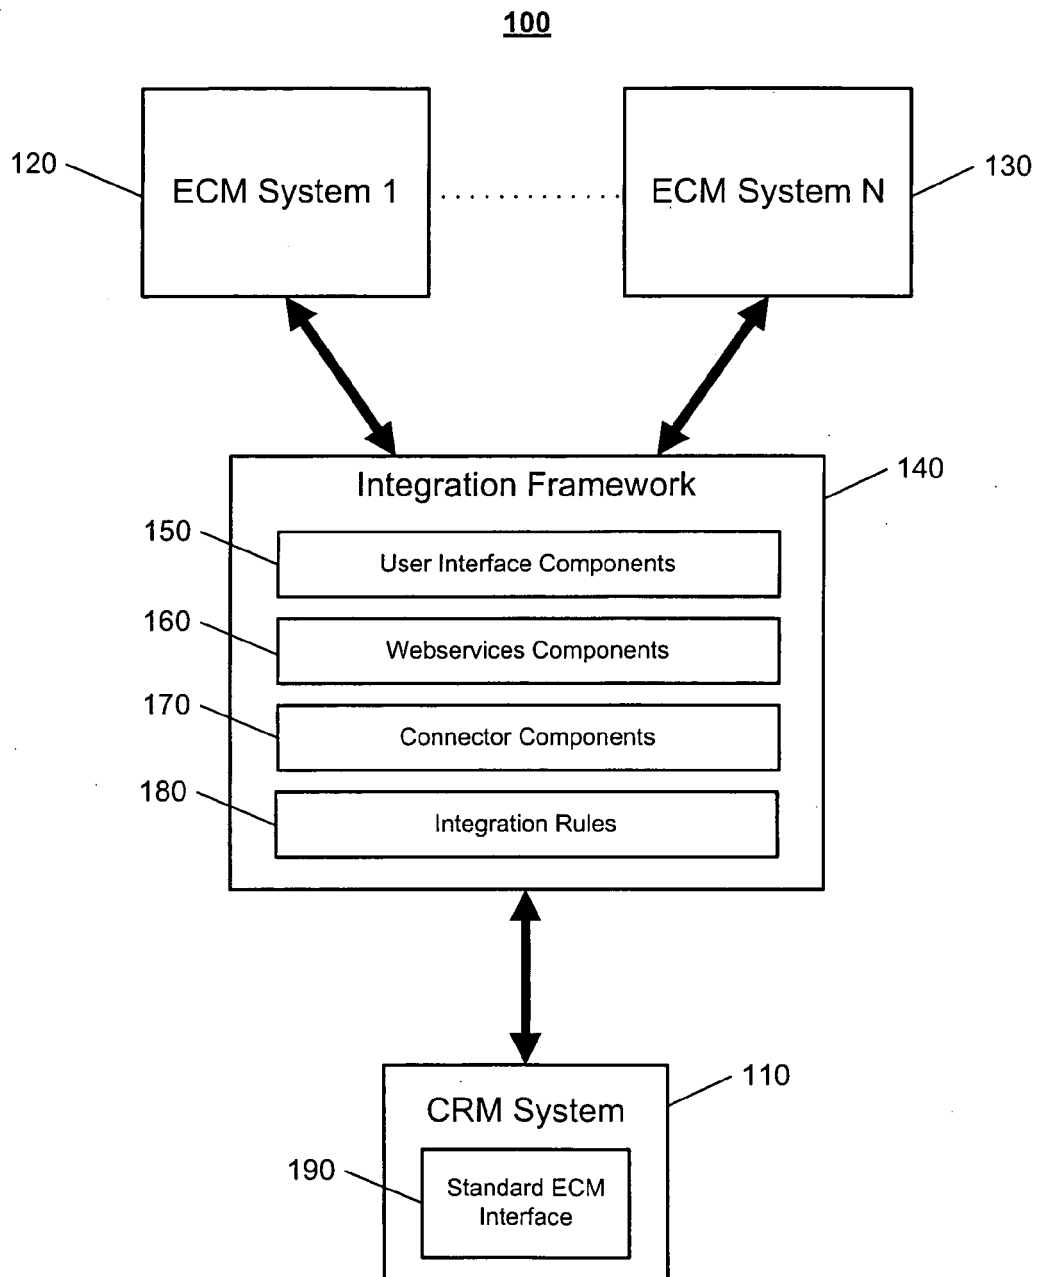 100
120
ECM System 1
ECM System N
130
Integration Framework
140
150
User Interface Components
160
Webservices Components
170
Connector Components
180
Integration Rules
110
CRM System
190
Standard ECM
Interface